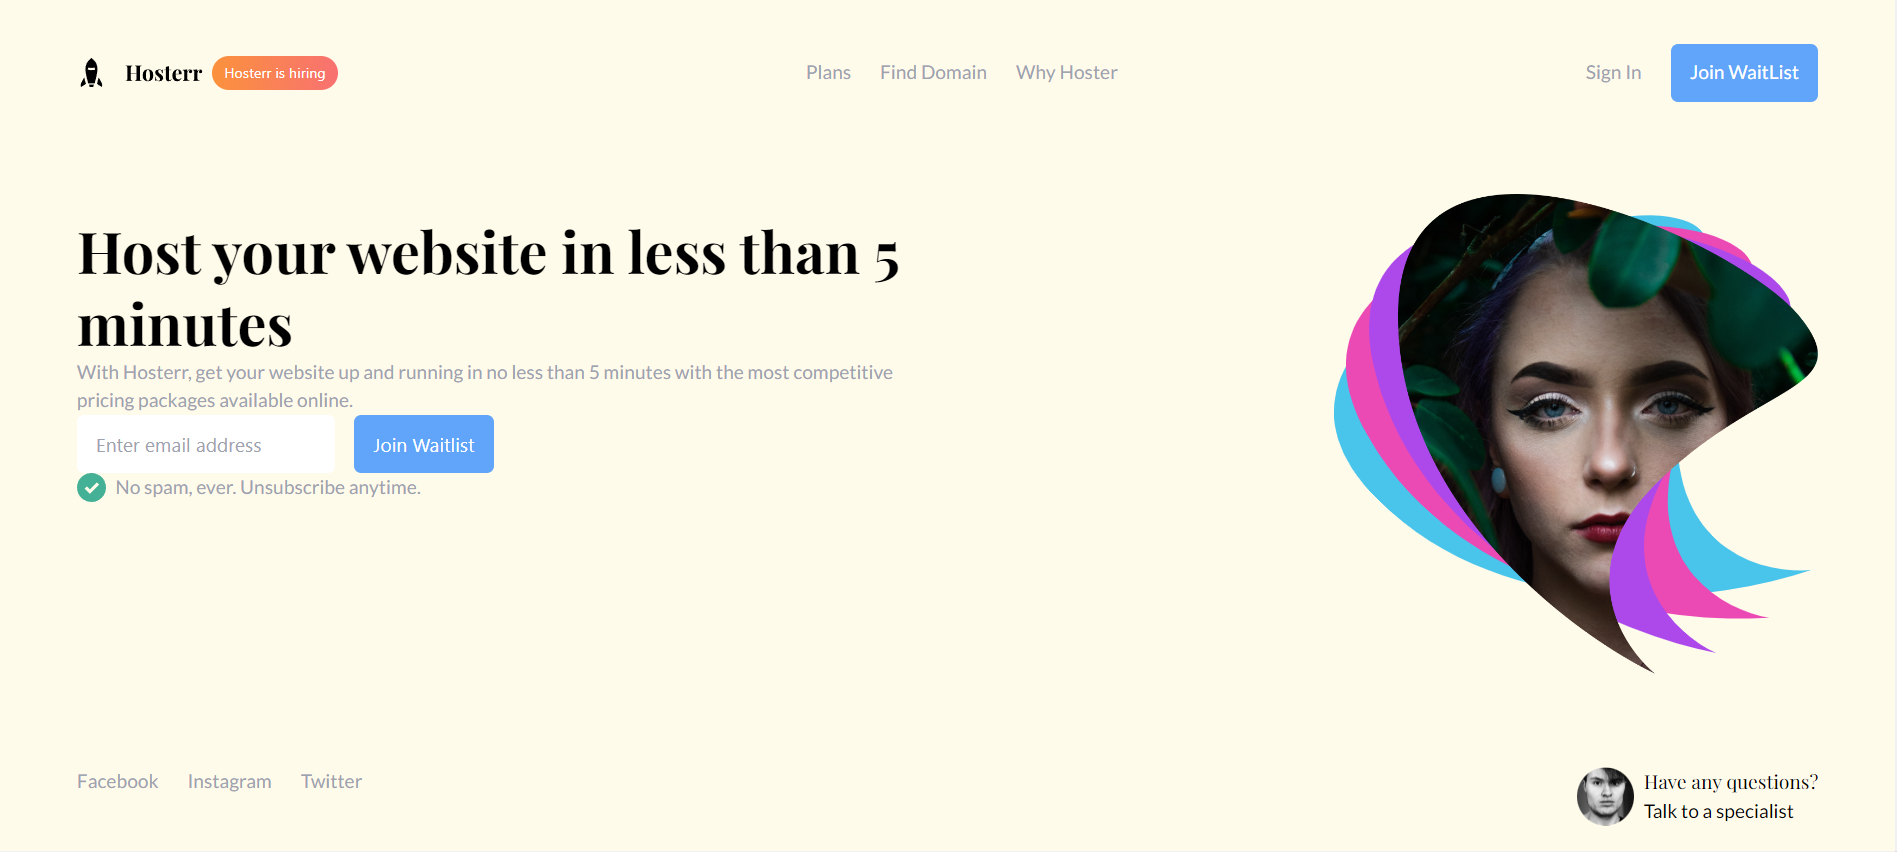 Hosterr
Hosterr is hiring
Plans
Find Domain
Why Hoster
Sign In
Join WaitList
Host your website in less than 5
minutes
With Hosterr, get your website up and running in no less than 5 minutes with the most competitive
pricing packages available online.
Enter email address
Join Waitlist
No spam, ever. Unsubscribe anytime.
Facebook
Instagram
Twitter
Have any questions?
Talk to a specialist